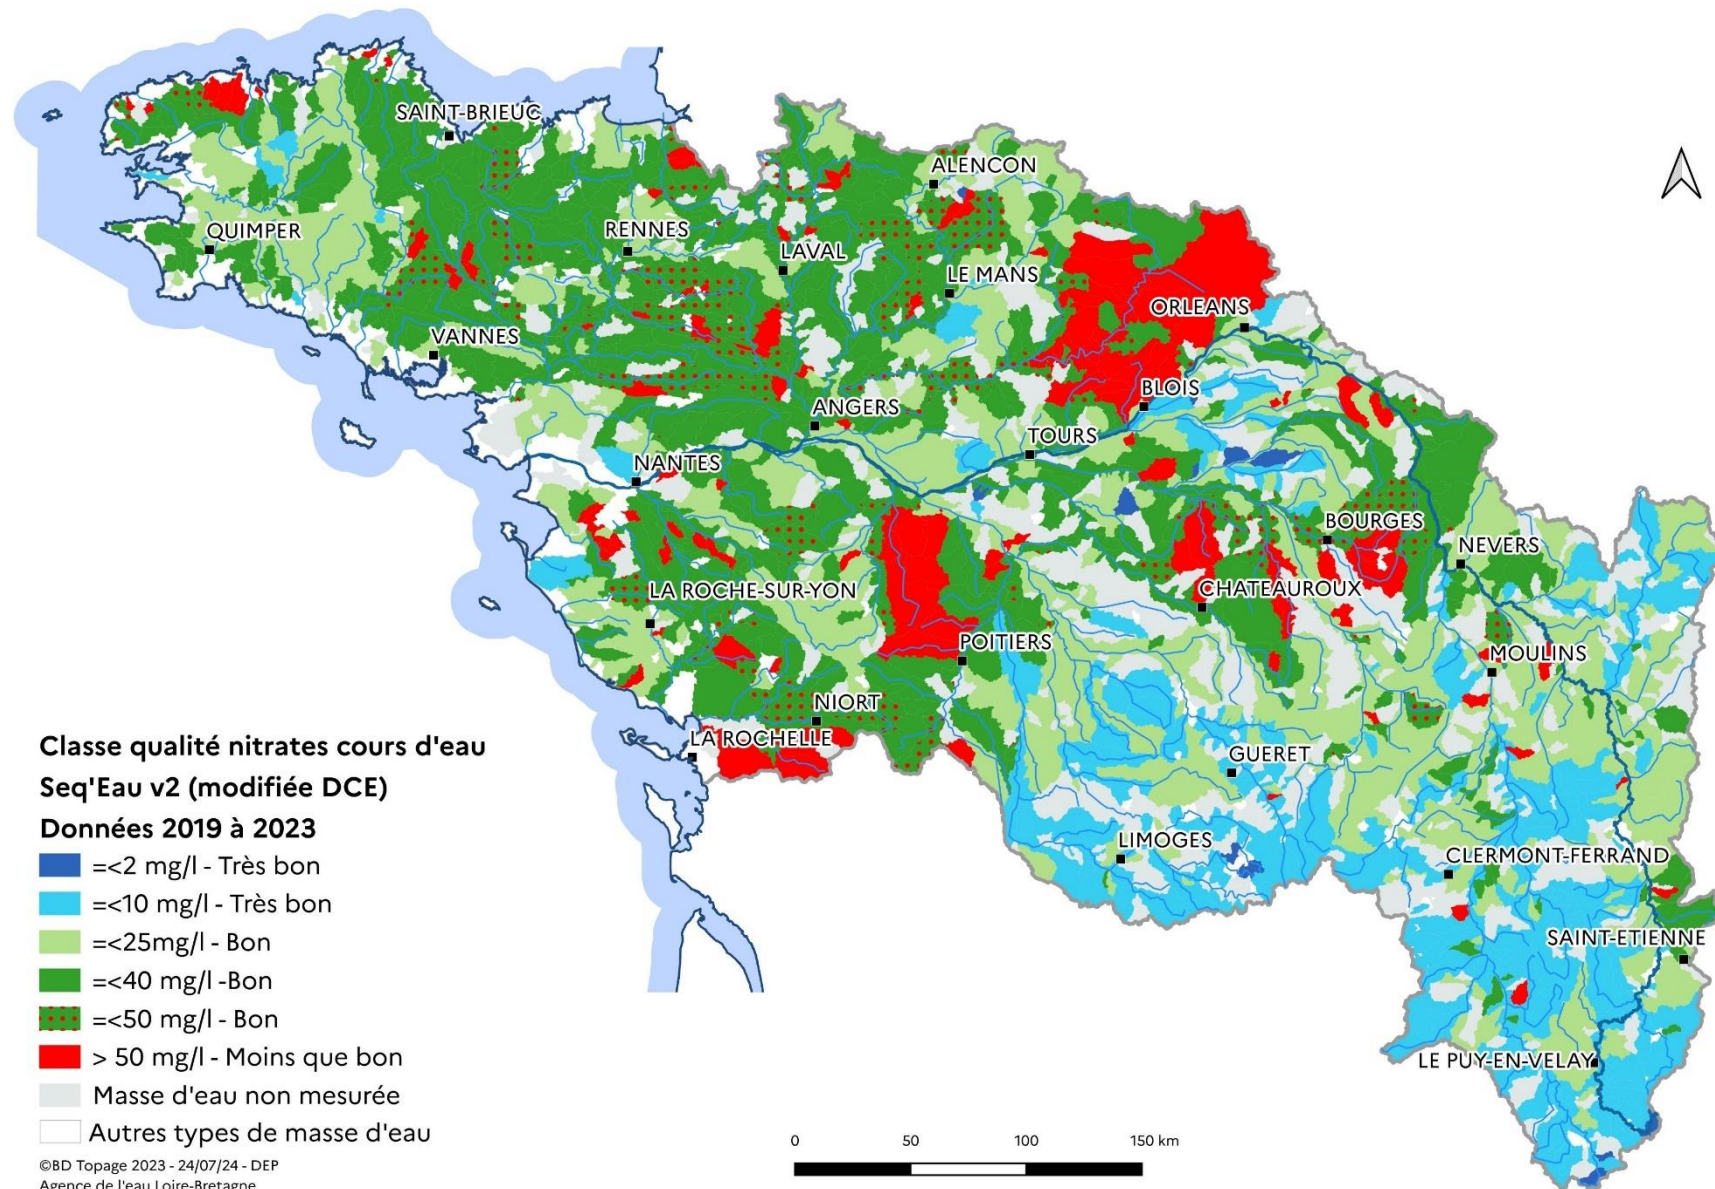 SAINT-BRIEUC
ALENCON
QUIMPER
RENNES
LAVAL
LE MANS
ORLEANS
VANNES
BLOIS
ANGERS
TOURS
NANTES
BOURGES
NEVERS
LA ROCHE-SUR-YON
CHATEAUROUX
POITIERS
MOULINS
NIORT
LA ROCHELLE
GUERET
LIMOGES
CLERMONT-FERRAND
SAINT-ETIENNE
LE PUY-EN-VELAY
Classe qualité nitrates cours d'eau
Seq'Eau v2 (modifiée DCE)
Données 2019 à 2023
=<2 mg/l - Très bon
=<10 mg/l - Très bon
=<25mg/l - Bon
=<40 mg/l -Bon
=<50 mg/l - Bon
> 50 mg/l - Moins que bon
Masse d'eau non mesurée
Autres types de masse d'eau
©BD Topage 2023 - 24/07/24 - DEP
Agence de l'eau Loire-Bretagne
0 50 100 150 km